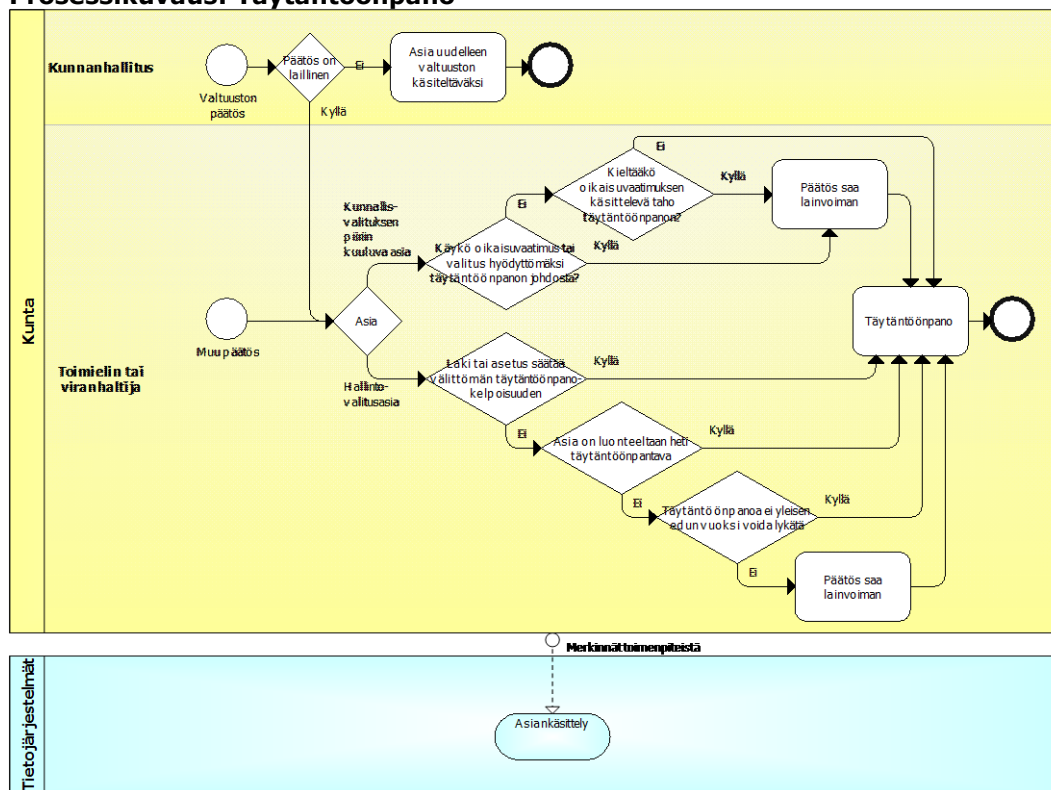 Prosessikuvaus: Täytäntöönpano
Kunta
Kunnanhallitus
Valtuuston
päätös
Päätös on
laillinen
Ei
Kyllä
Asia uudelleen
valtuuston
käsiteltäväksi
Toimielin tai
viranhaltija
Muu päätös
Asia
Kunnallis-
valituksen
piiriin
kuuluva asia
Hallinto-
valitusasia
Käykö oikaisuvaatimus tai
valitus hyödyttömäksi
täytäntöönpanon johdosta?
Ei
Kyllä
Kieltääkö
oikaisuvaatimuksen
käsittelevä taho
täytäntöönpanon?
Ei
Kyllä
Päätös saa
lainvoiman
Täytäntöönpano
Laki tai asetus säätää
välittömän täytäntöönpano-
kelpoisuuden
Kyllä
Ei
Asia on luonteeltaan heti
täytäntöönpantava
Kyllä
Ei
Täytäntöönpanoa ei yleisen
edun vuoksi voida lykätä
Kyllä
Ei
Päätös saa
lainvoiman
Merkinnät toimenpiteistä
Tietojärjestelmät
Asiankäsittely